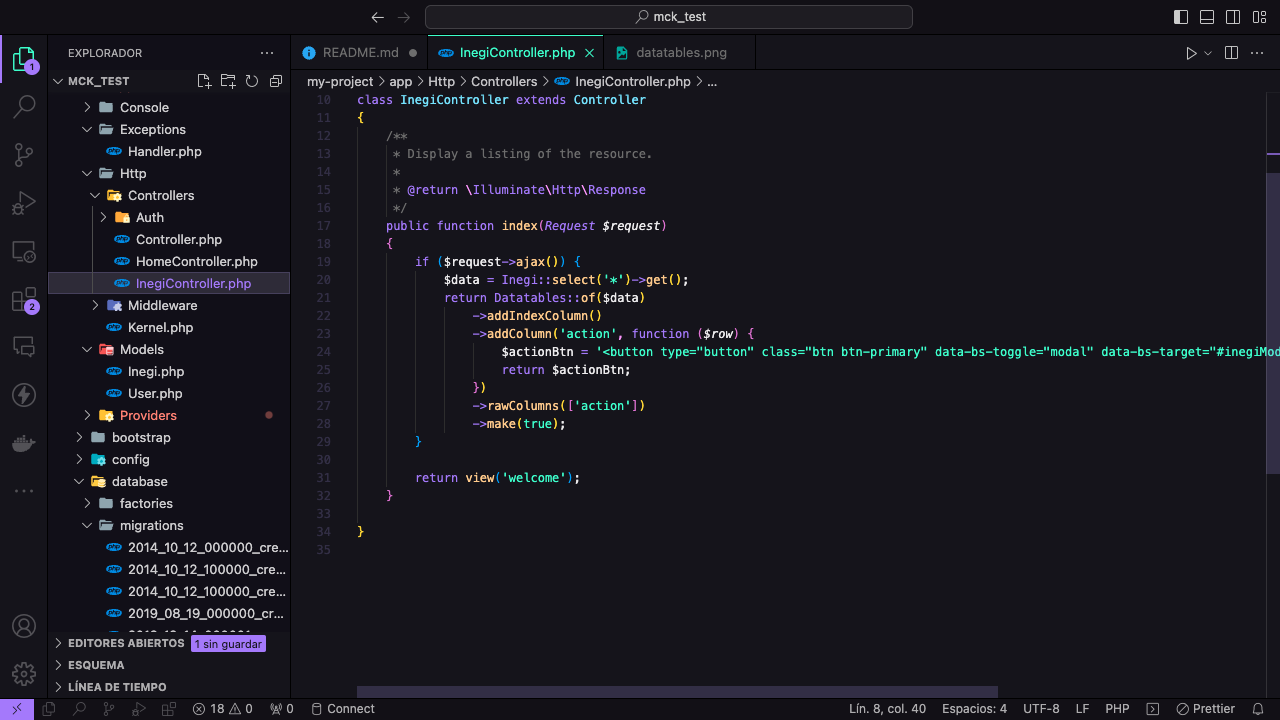 mck_test
EXPLORADOR
README.md
InegiController.php
datatables.png
MCK_TEST
my-project > app > Http > Controllers > InegiController.php > ...
Console
Exceptions
Handler.php
Http
Controllers
Auth
Controller.php
HomeController.php
InegiController.php
Middleware
Kernel.php
Models
Inegi.php
User.php
Providers
bootstrap
config
database
factories
migrations
2014_10_12_000000_cre...
2014_10_12_100000_cre...
2014_10_12_100000_cre...
2019_08_19_000000_cr...
EDITORES ABIERTOS 1 sin guardar
ESQUEMA
LÍNEA DE TIEMPO
1
2
10 class InegiController extends Controller
11 {
12 /**
13 * Display a listing of the resource.
14 *
15 * @return \Illuminate\Http\Response
16 */
17 public function index(Request $request)
18 {
19 if ($request->ajax()) {
20 $data = Inegi::select('*')->get();
21 return Datatables::of($data)
22 ->addIndexColumn()
23 ->addColumn('action', function ($row) {
24 $actionBtn = '<button type="button" class="btn btn-primary" data-bs-toggle="modal" data-bs-target="#inegiMod
25 return $actionBtn;
26 })
27 ->rawColumns(['action'])
28 ->make(true);
29 }
30
31 return view('welcome');
32 }
33
34 }
35
18 0 0 Connect
Lín. 8, col. 40 Espacios: 4 UTF-8 LF PHP Prettier